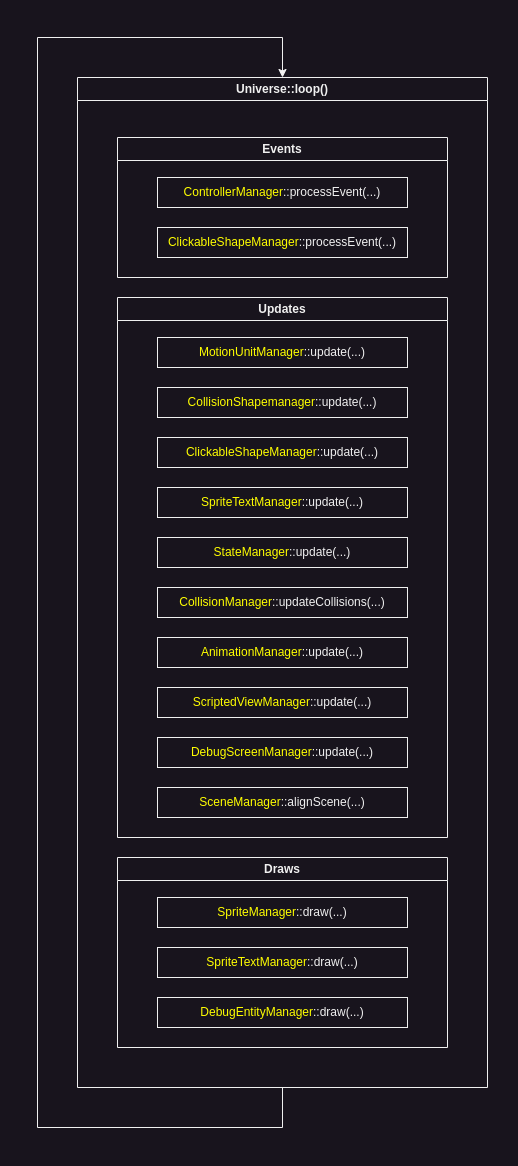 Universe::loop()
Events
ControllerManager::processEvent(...)
ClickableShapeManager::processEvent(...)
Updates
MotionUnitManager::update(...)
CollisionShapemanager::update(...)
ClickableShapeManager::update(...)
SpriteTextManager::update(...)
StateManager::update(...)
CollisionManager::updateCollisions(...)
AnimationManager::update(...)
ScriptedViewManager::update(...)
DebugScreenManager::update(...)
SceneManager::alignScene(...)
Draws
SpriteManager::draw(...)
SpriteTextManager::draw(...)
DebugEntityManager::draw(...)